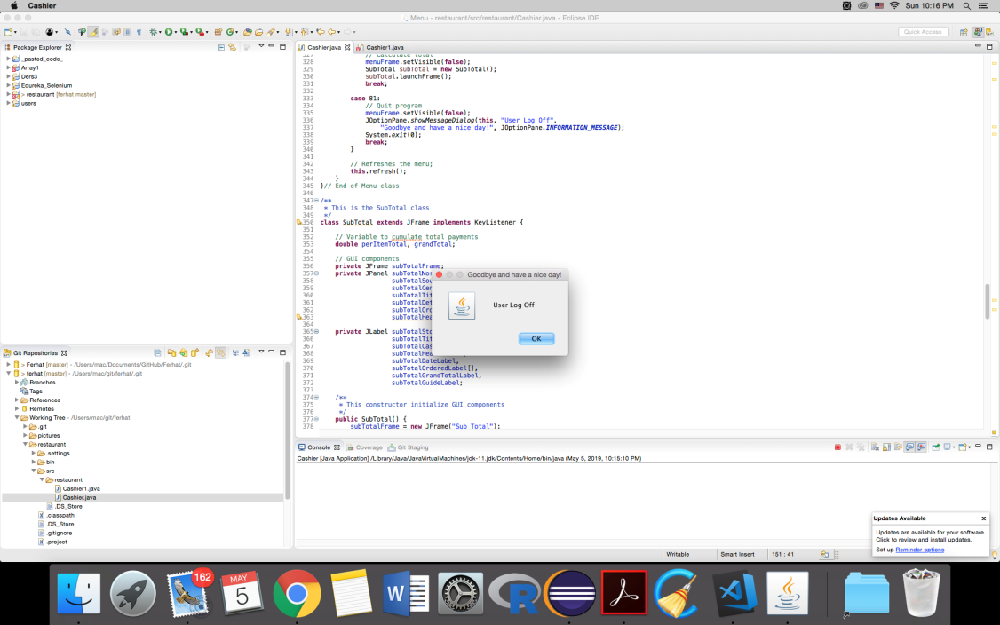 Cashier
Sun 10:16 PM
Menu - restaurant/src/restaurant/Cashier.java - Eclipse IDE
Quick Access
Package Explorer
_pasted_code_
Array1
Ders3
Edureka_Selenium
> restaurant [ferhat master]
users
Cashier.java
Cashier1.java
327 // Calculate total
328 menuFrame.setVisible(false);
329 SubTotal subTotal = new SubTotal();
330 subTotal.launchFrame();
331 break;
332
333 case 81:
334 // Quit program
335 menuFrame.setVisible(false);
336 JOptionPane.showMessageDialog(this, "User Log Off",
337 "Goodbye and have a nice day!", JOptionPane.INFORMATION_MESSAGE);
338 System.exit(0);
339 break;
340 }
341
342 // Refreshes the menu;
343 this.refresh();
344 }
345 }// End of Menu class
346
347 /**
348 * This is the SubTotal class
349 */
350 class SubTotal extends JFrame implements KeyListener {
351
352 // Variable to cumulate total payments
353 double perItemTotal, grandTotal;
354
355 // GUI components
356 private JFrame subTotalFrame;
357 private JPanel subTotalNor
358 subTotalSou
359 subTotalCen
360 subTotalTit
361 subTotalDet
362 subTotalOrd
363 subTotalHea
364
365 private JLabel subTotalSto
366 subTotalTit
367 subTotalCas
368 subTotalHea
369 subTotalDateLabel,
370 subTotalOrderedLabel[],
371 subTotalGrandTotalLabel,
372 subTotalGuideLabel;
373
374 /**
375 * This constructor initialize GUI components
376 */
377 public SubTotal() {
378 subTotalFrame = new JFrame("Sub Total");
Goodbye and have a nice day!
User Log Off
OK
Git Repositories
> Ferhat [master] - /Users/mac/Documents/GitHub/Ferhat/.git
> ferhat [master] - /Users/mac/git/ferhat/.git
Branches
Tags
References
Remotes
Working Tree - /Users/mac/git/ferhat
.git
pictures
restaurant
.settings
bin
src
restaurant
Cashier1.java
Cashier.java
.DS_Store
.classpath
.DS_Store
.gitignore
.project
Console
Coverage
Git Staging
Cashier [Java Application] /Library/Java/JavaVirtualMachines/jdk-11.jdk/Contents/Home/bin/java (May 5, 2019, 10:15:10 PM)
Updates Available x
Updates are available for your software.
Click to review and install updates.
Set up Reminder options
Writable
Smart Insert
151 : 41
162
MAY
5
W
R